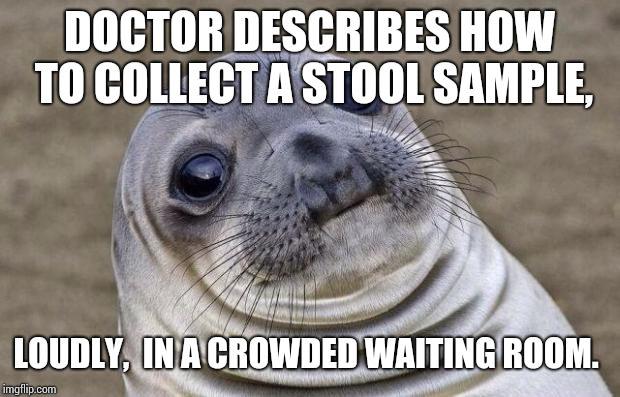 DOCTOR DESCRIBES HOW
TO COLLECT A STOOL SAMPLE,
LOUDLY, IN A CROWDED WAITING ROOM.
imgflip.com